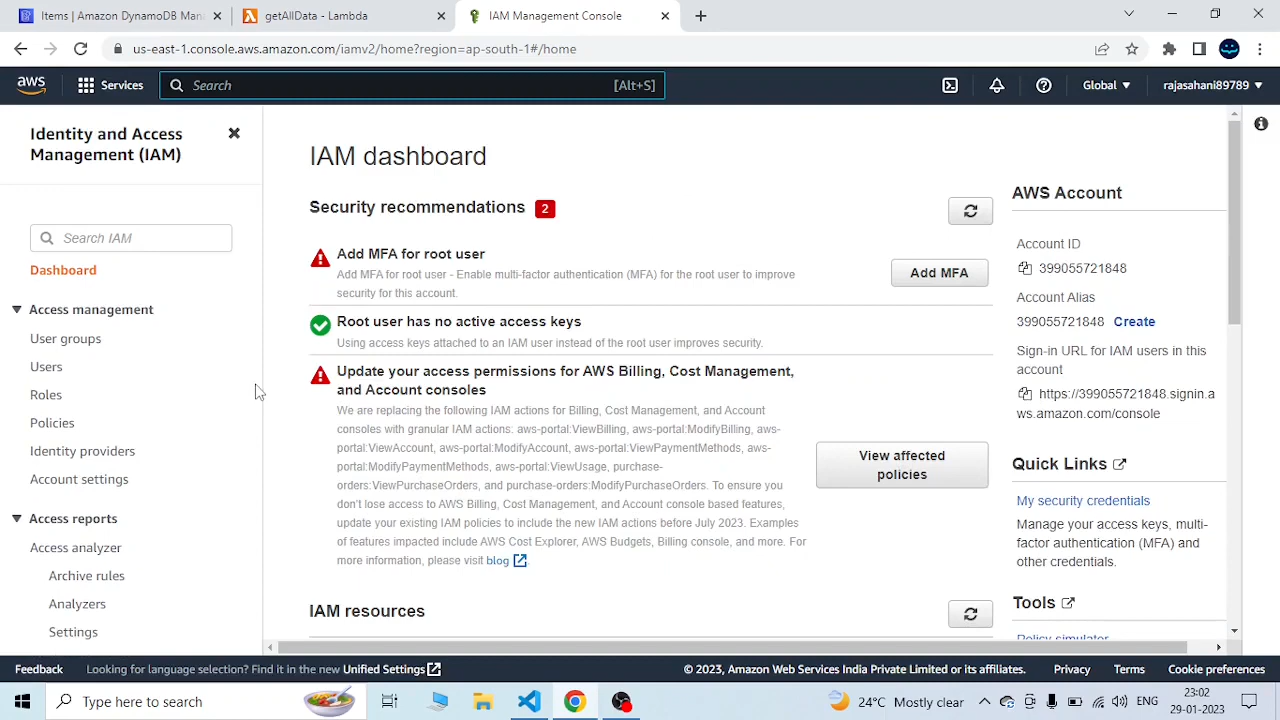 Items | Amazon DynamoDB Man
getAllData - Lambda
IAM Management Console
us-east-1.console.aws.amazon.com/iamv2/home?region=ap-south-1#/home
aws
Services
Search
[Alt+S]
Global
rajasahani89789
Identity and Access
Management (IAM)
Search IAM
Dashboard
Access management
User groups
Users
Roles
Policies
Identity providers
Account settings
Access reports
Access analyzer
Archive rules
Analyzers
Settings
IAM dashboard
Security recommendations 2
Add MFA for root user
Add MFA for root user - Enable multi-factor authentication (MFA) for the root user to improve
security for this account.
Add MFA
Root user has no active access keys
Using access keys attached to an IAM user instead of the root user improves security.
Update your access permissions for AWS Billing, Cost Management,
and Account consoles
We are replacing the following IAM actions for Billing, Cost Management, and Account
consoles with granular IAM actions: aws-portal:ViewBilling, aws-portal:ModifyBilling, aws-
portal:ViewAccount, aws-portal:ModifyAccount, aws-portal:ViewPaymentMethods, aws-
portal:ModifyPaymentMethods, aws-portal:ViewUsage, purchase-
orders:ViewPurchaseOrders, and purchase-orders:ModifyPurchaseOrders. To ensure you
don't lose access to AWS Billing, Cost Management, and Account console based features,
update your existing IAM policies to include the new IAM actions before July 2023. Examples
of features impacted include AWS Cost Explorer, AWS Budgets, Billing console, and more. For
more information, please visit blog
View affected
policies
IAM resources
AWS Account
Account ID
399055721848
Account Alias
399055721848 Create
Sign-in URL for IAM users in this
account
https://399055721848.signin.a
ws.amazon.com/console
Quick Links
My security credentials
Manage your access keys, multi-
factor authentication (MFA) and
other credentials.
Tools
Policy simulator
Feedback
Looking for language selection? Find it in the new Unified Settings
© 2023, Amazon Web Services India Private Limited or its affiliates.
Privacy
Terms
Cookie preferences
Type here to search
24°C Mostly clear
ENG
23:02
29-01-2023